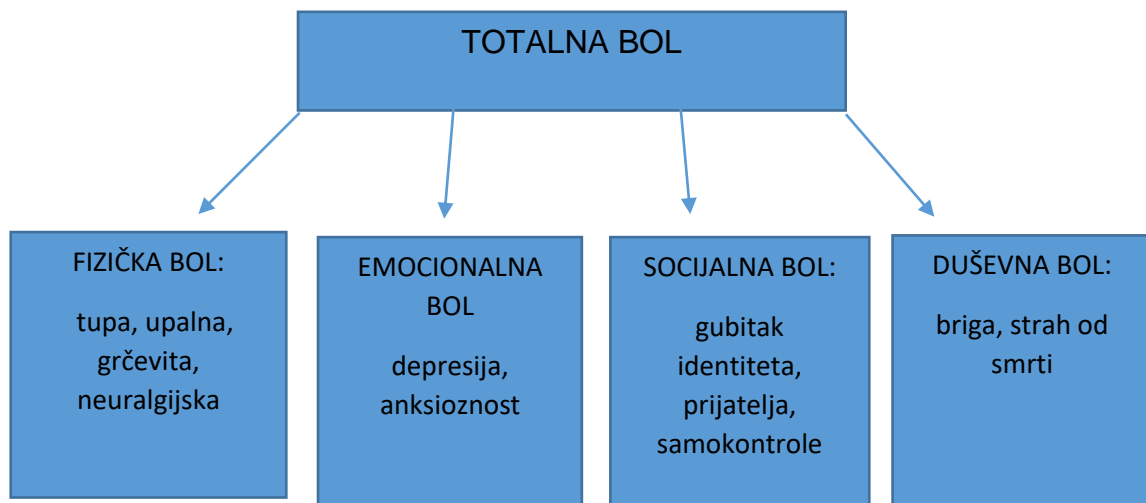 TOTALNA BOL
FIZIČKA BOL:
tupa, upalna,
grčevita,
neuralgijska
EMOCIONALNA
BOL
depresija,
anksioznost
SOCIJALNA BOL:
gubitak
identiteta,
prijatelja,
samokontrole
DUŠEVNA BOL:
briga, strah od
smrti